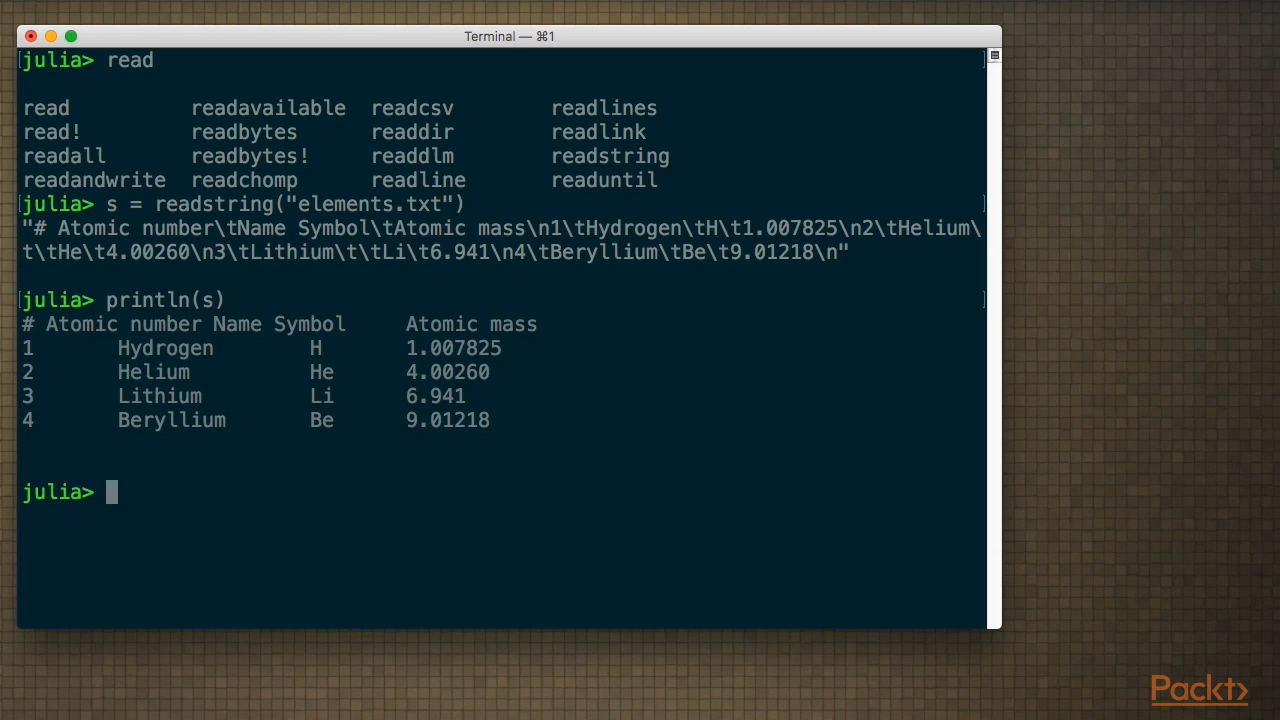 Terminal — ⌘1
julia> read
read readavailable readcsv readlines
read! readbytes readdir readlink
readall readbytes! readdlm readstring
readandwrite readchomp readline readuntil
julia> s = readstring("elements.txt")
"# Atomic number\tName Symbol\tAtomic mass\n1\tHydrogen\tH\t1.007825\n2\tHelium\
t\tHe\t4.00260\n3\tLithium\t\tLi\t6.941\n4\tBeryllium\tBe\t9.01218\n"
julia> println(s)
# Atomic number Name Symbol Atomic mass
1 Hydrogen H 1.007825
2 Helium He 4.00260
3 Lithium Li 6.941
4 Beryllium Be 9.01218
julia>
Packt>